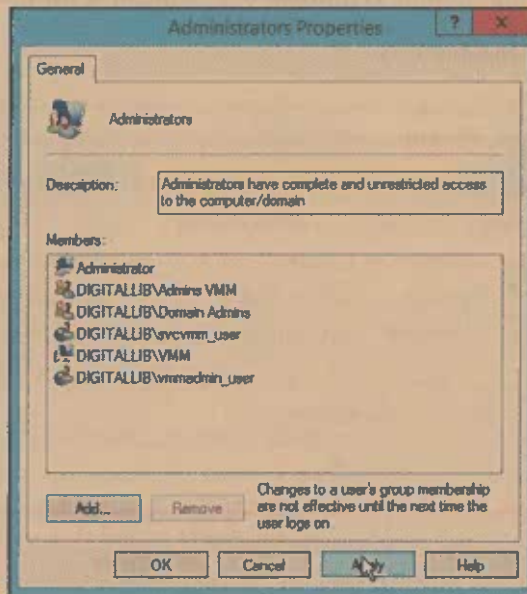 Administrators Properties
?
X
General
Administrators
Description:
Administrators have complete and unrestricted access
to the computer/domain
Members:
Administrator
DIGITALLIB\Admins VMM
DIGITALLIB\Domain Admins
DIGITALLIB\svcvmm_user
DIGITALLIB\VMM
DIGITALLIB\vmmadmin_user
Add...
Remove
Changes to a user's group membership
are not effective until the next time the
user logs on
OK
Cancel
Apply
Help